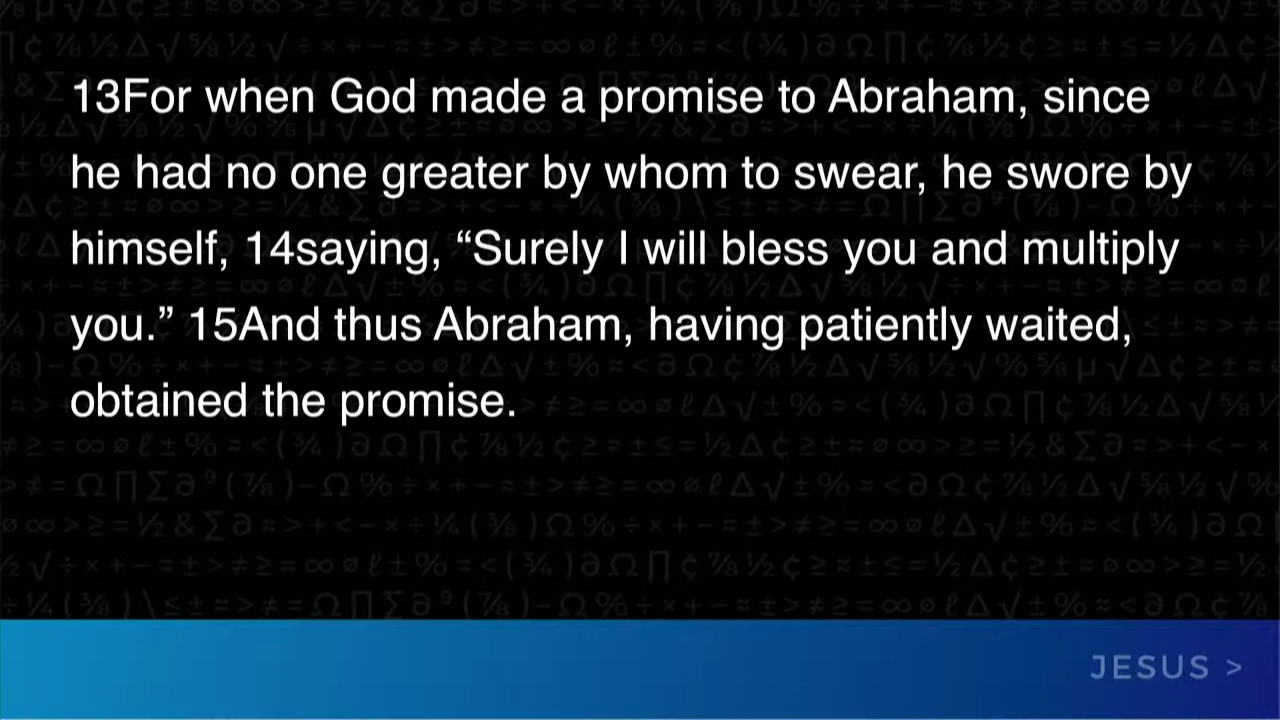 13For when God made a promise to Abraham, since
he had no one greater by whom to swear, he swore by
himself, 14saying, “Surely I will bless you and multiply
you.” 15And thus Abraham, having patiently waited,
obtained the promise.
JESUS >